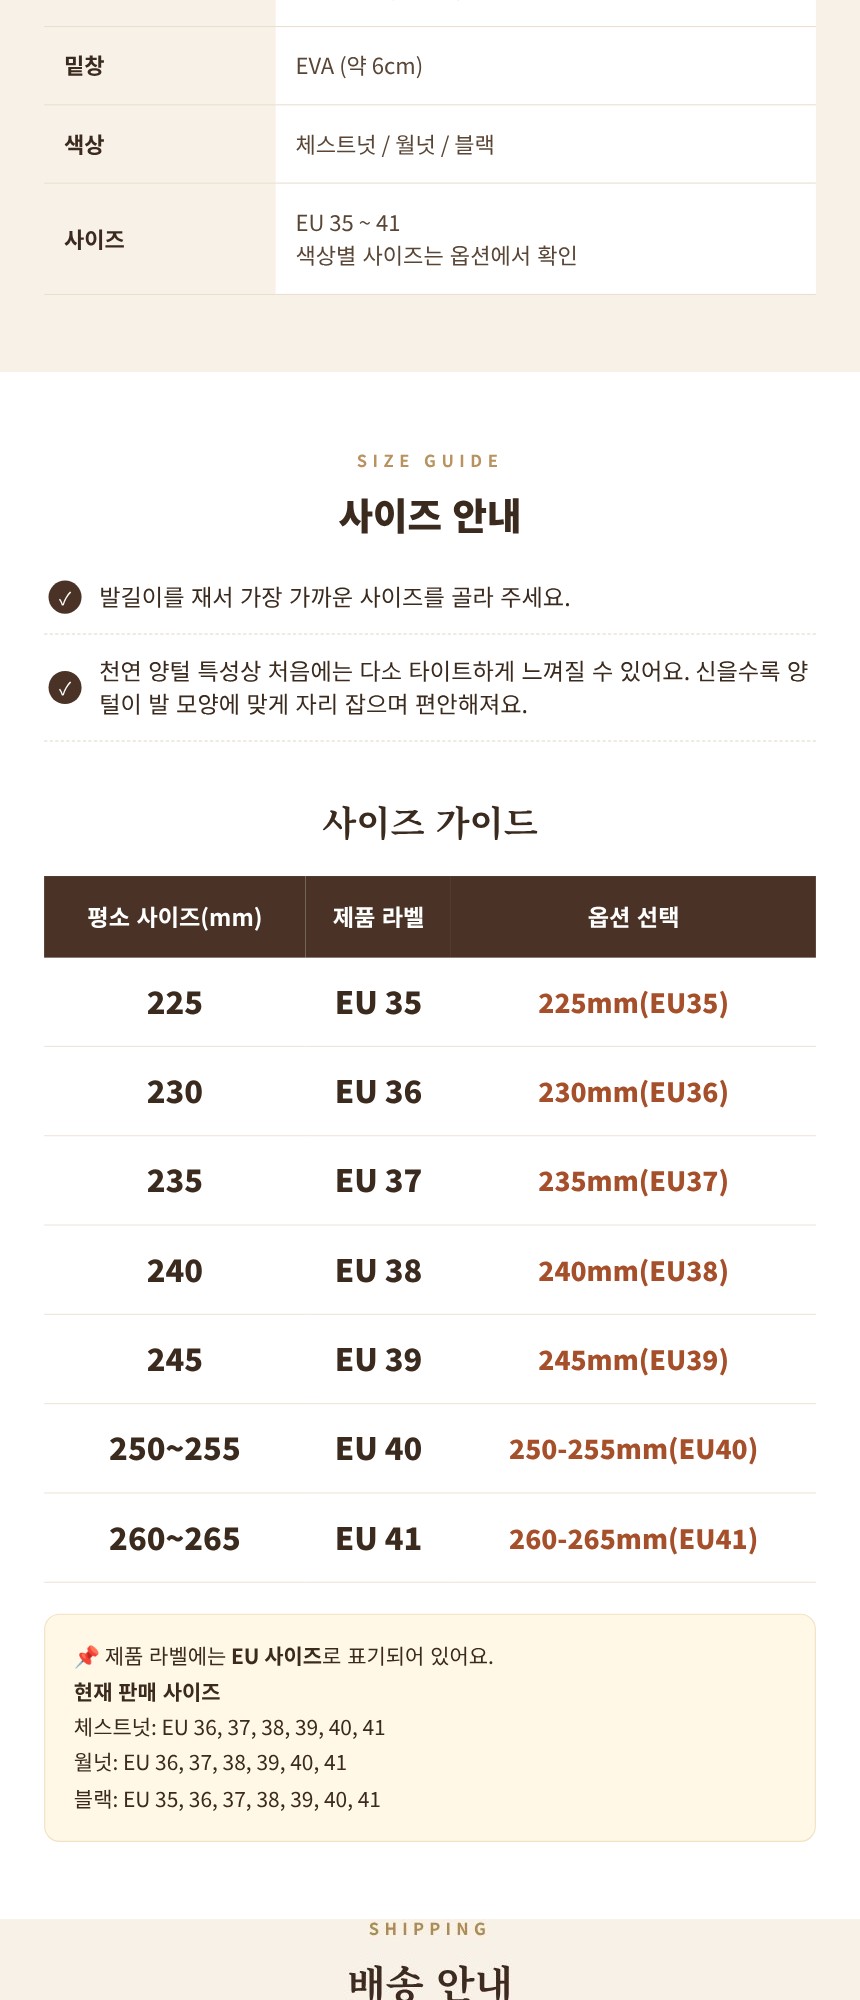 밑창
EVA (약 6cm)
색상
체스트넛 / 월넛 / 블랙
사이즈
EU 35 ~ 41
색상별 사이즈는 옵션에서 확인
SIZE GUIDE
사이즈 안내
✓ 발길이를 재서 가장 가까운 사이즈를 골라 주세요.
✓ 천연 양털 특성상 처음에는 다소 타이트하게 느껴질 수 있어요. 신을수록 양
털이 발 모양에 맞게 자리 잡으며 편안해져요.
사이즈 가이드
평소 사이즈(mm) 제품 라벨 옵션 선택
225 EU 35 225mm(EU35)
230 EU 36 230mm(EU36)
235 EU 37 235mm(EU37)
240 EU 38 240mm(EU38)
245 EU 39 245mm(EU39)
250~255 EU 40 250-255mm(EU40)
260~265 EU 41 260-265mm(EU41)
📌 제품 라벨에는 EU 사이즈로 표기되어 있어요.
현재 판매 사이즈
체스트넛: EU 36, 37, 38, 39, 40, 41
월넛: EU 36, 37, 38, 39, 40, 41
블랙: EU 35, 36, 37, 38, 39, 40, 41
SHIPPING
배송 안내